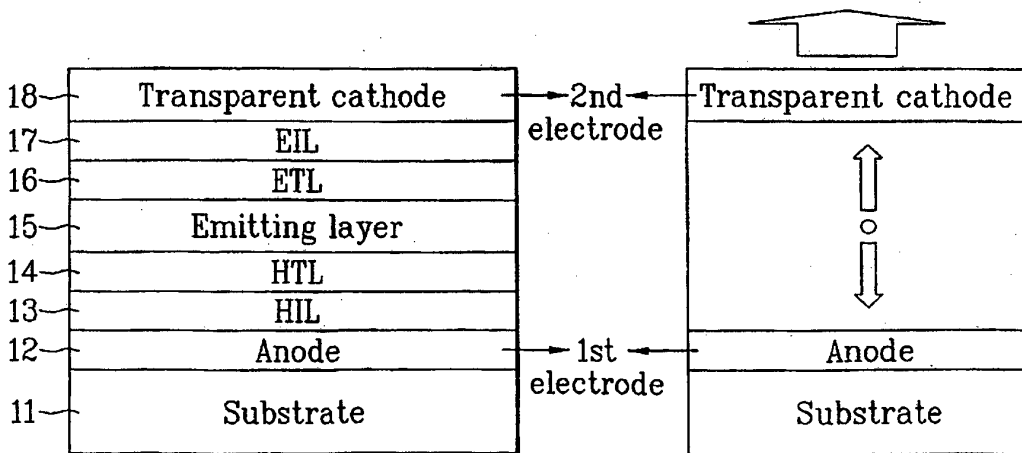 18 Transparent cathode 2nd electrode Transparent cathode
17 EIL
16 ETL
15 Emitting layer
14 HTL
13 HIL
12 Anode 1st electrode Anode
11 Substrate Substrate